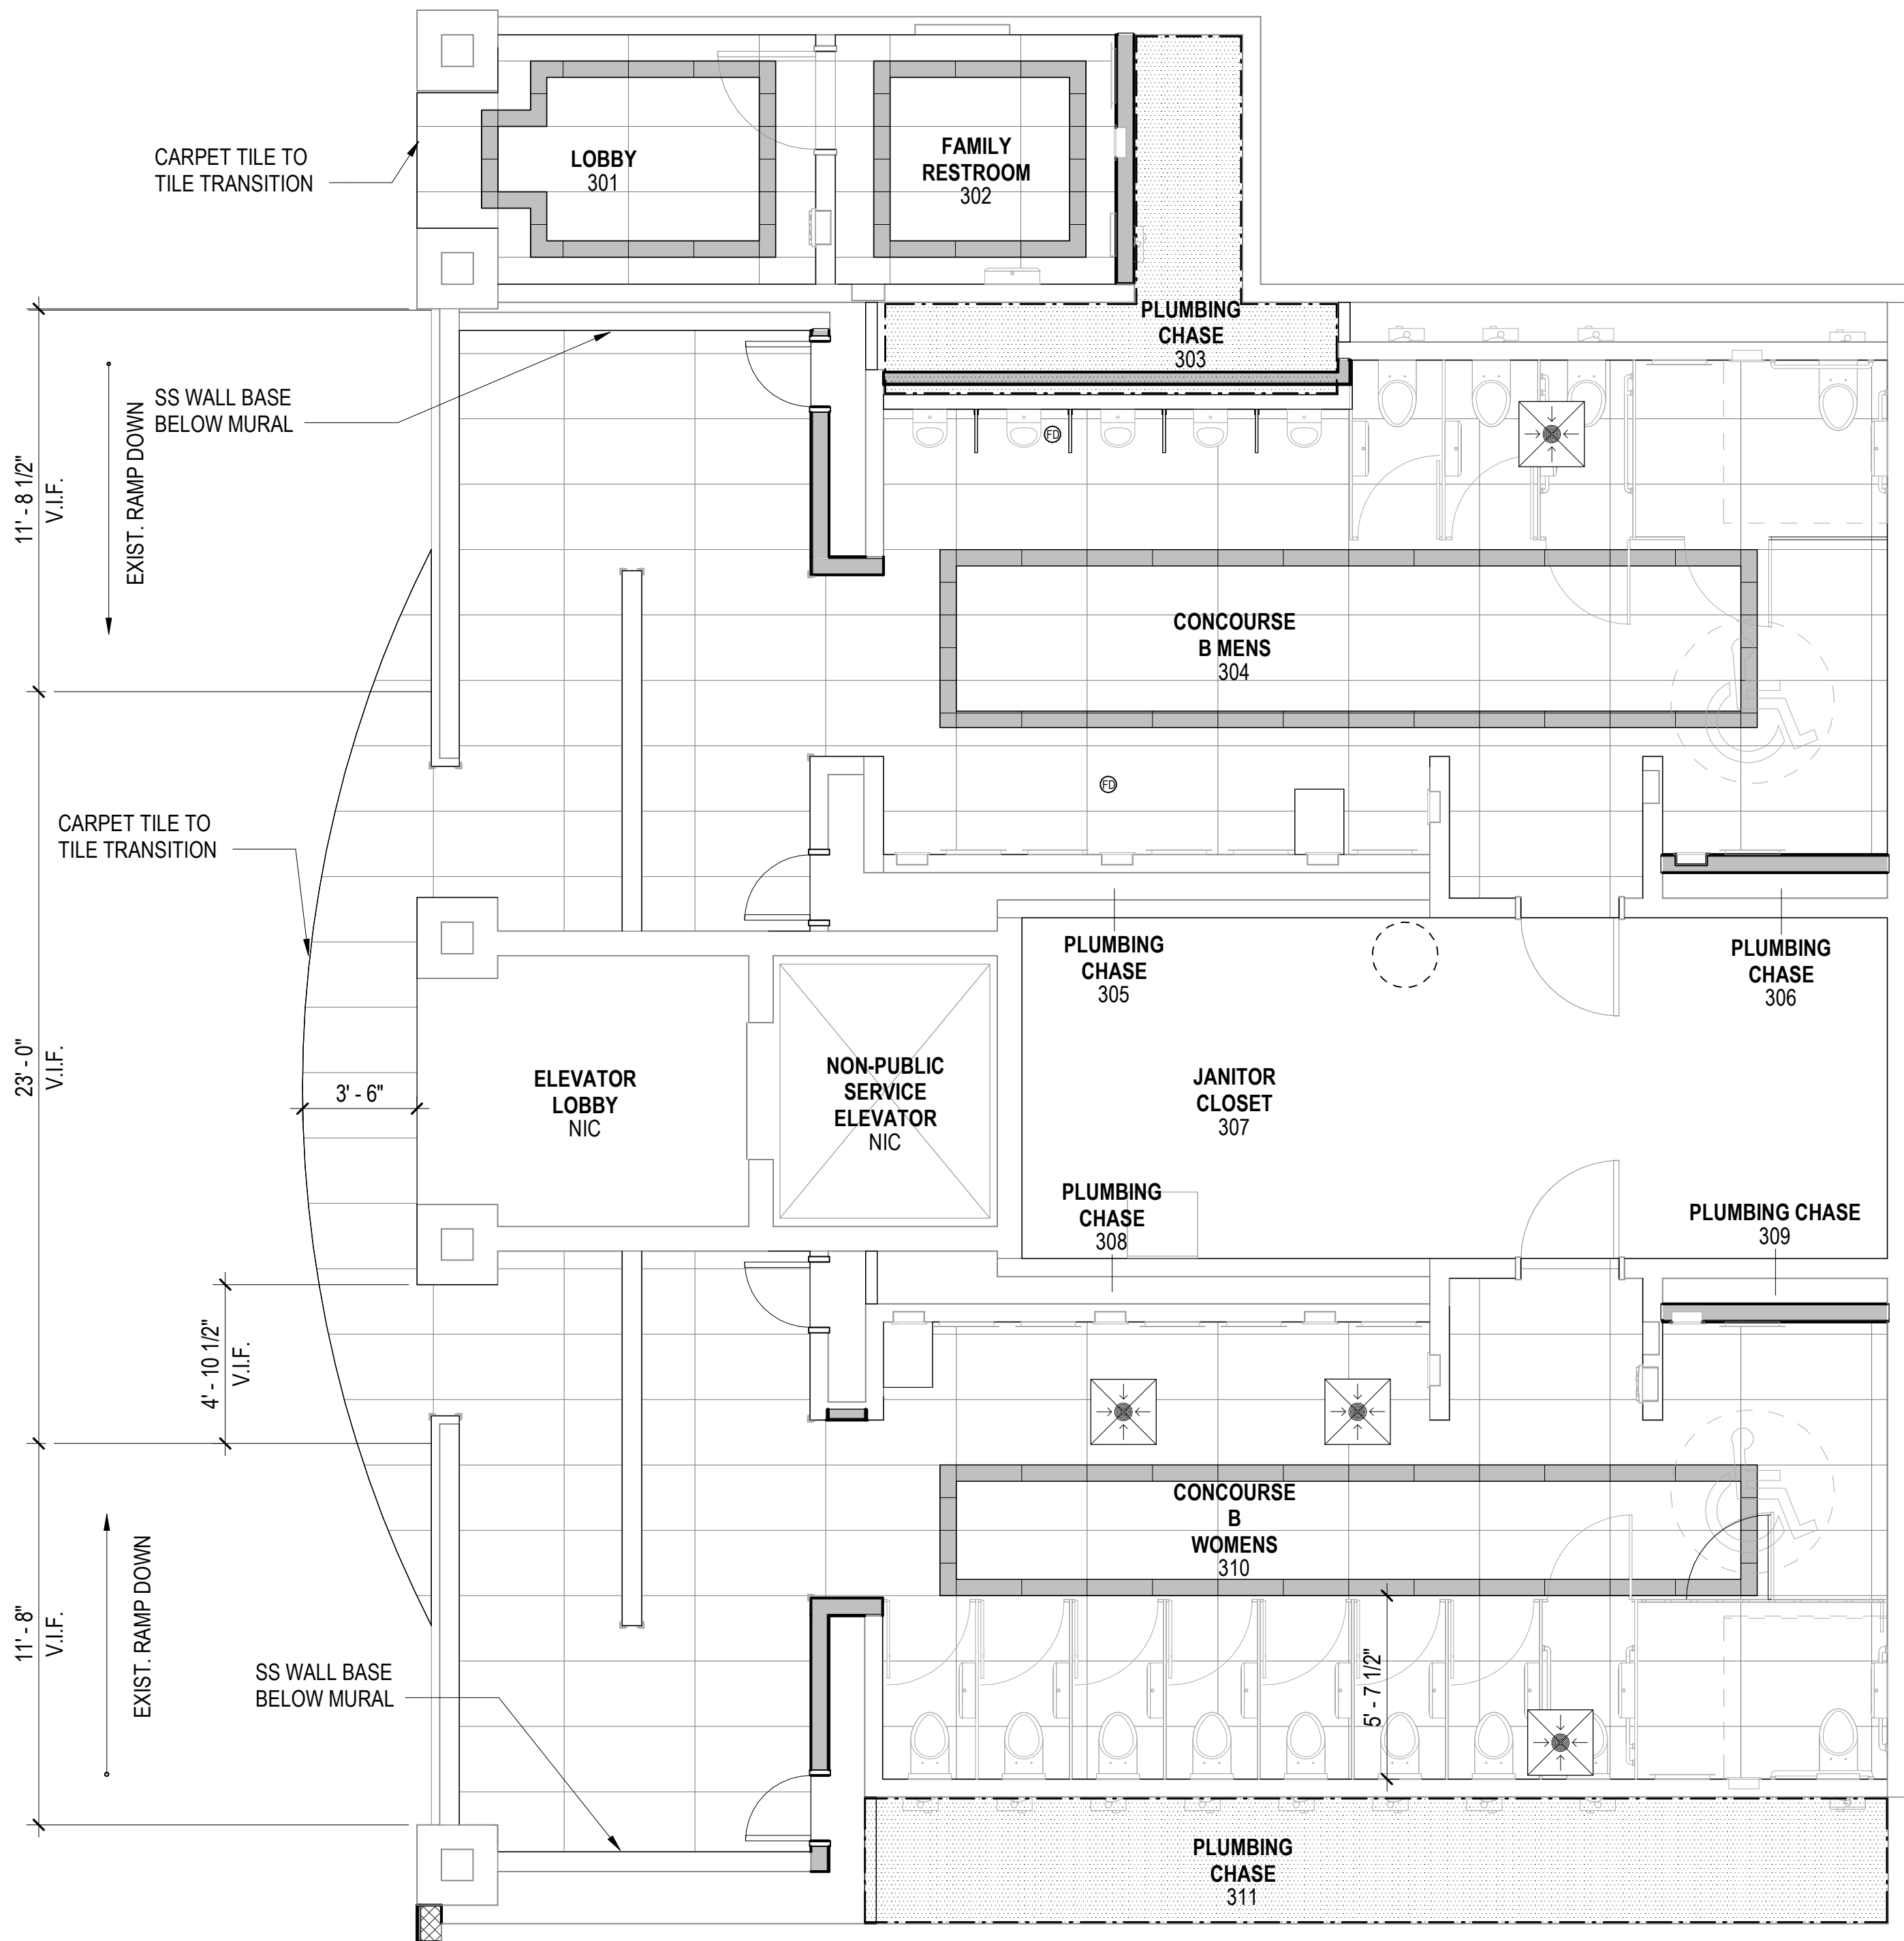 CARPET TILE TO
TILE TRANSITION
LOBBY
301
FAMILY
RESTROOM
302
PLUMBING
CHASE
303
SS WALL BASE
BELOW MURAL
EXIST. RAMP DOWN
11' - 8 1/2"
V.I.F.
FD
CONCOURSE
B MENS
304
FD
CARPET TILE TO
TILE TRANSITION
PLUMBING
CHASE
305
PLUMBING
CHASE
306
23' - 0"
V.I.F.
3' - 6"
ELEVATOR
LOBBY
NIC
NON-PUBLIC
SERVICE
ELEVATOR
NIC
JANITOR
CLOSET
307
PLUMBING
CHASE
308
PLUMBING CHASE
309
4' - 10 1/2"
V.I.F.
CONCOURSE
B
WOMENS
310
EXIST. RAMP DOWN
11' - 8"
V.I.F.
SS WALL BASE
BELOW MURAL
5' - 7 1/2"
PLUMBING
CHASE
311